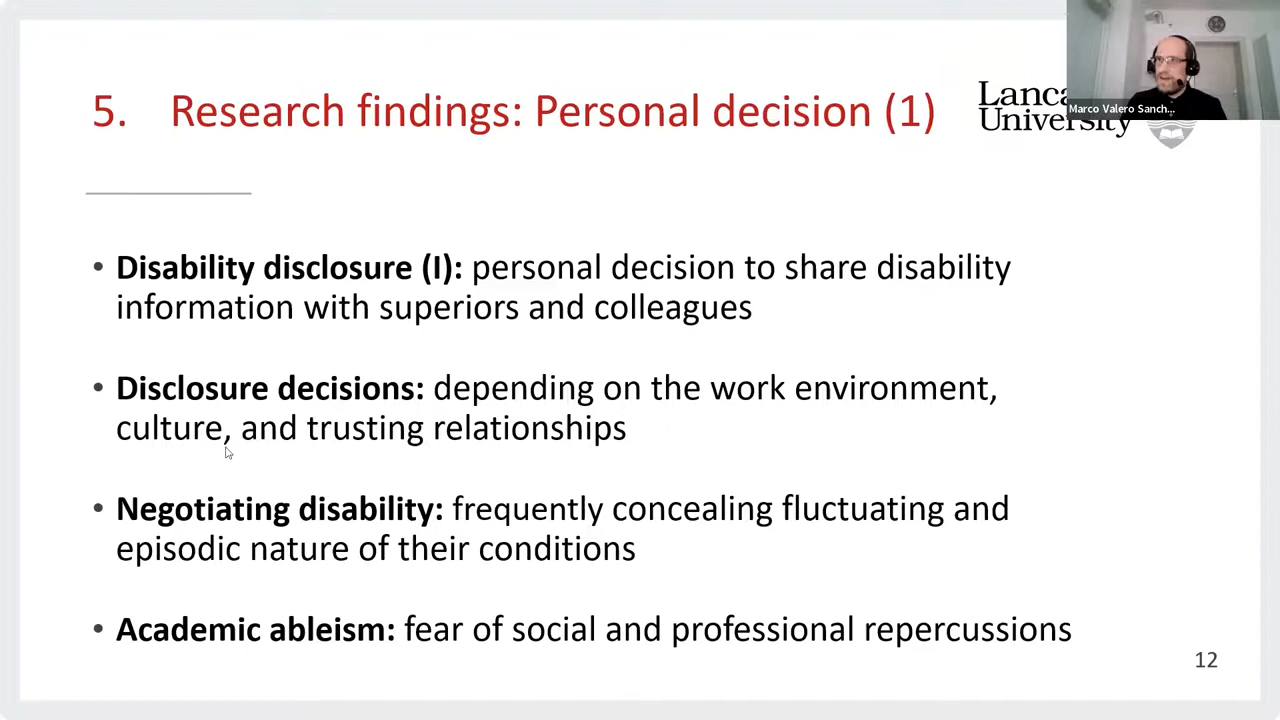 5. Research findings: Personal decision (1)
Lanca
University
Marco Valero Sanch...
• Disability disclosure (I): personal decision to share disability
information with superiors and colleagues
• Disclosure decisions: depending on the work environment,
culture, and trusting relationships
• Negotiating disability: frequently concealing fluctuating and
episodic nature of their conditions
• Academic ableism: fear of social and professional repercussions
12